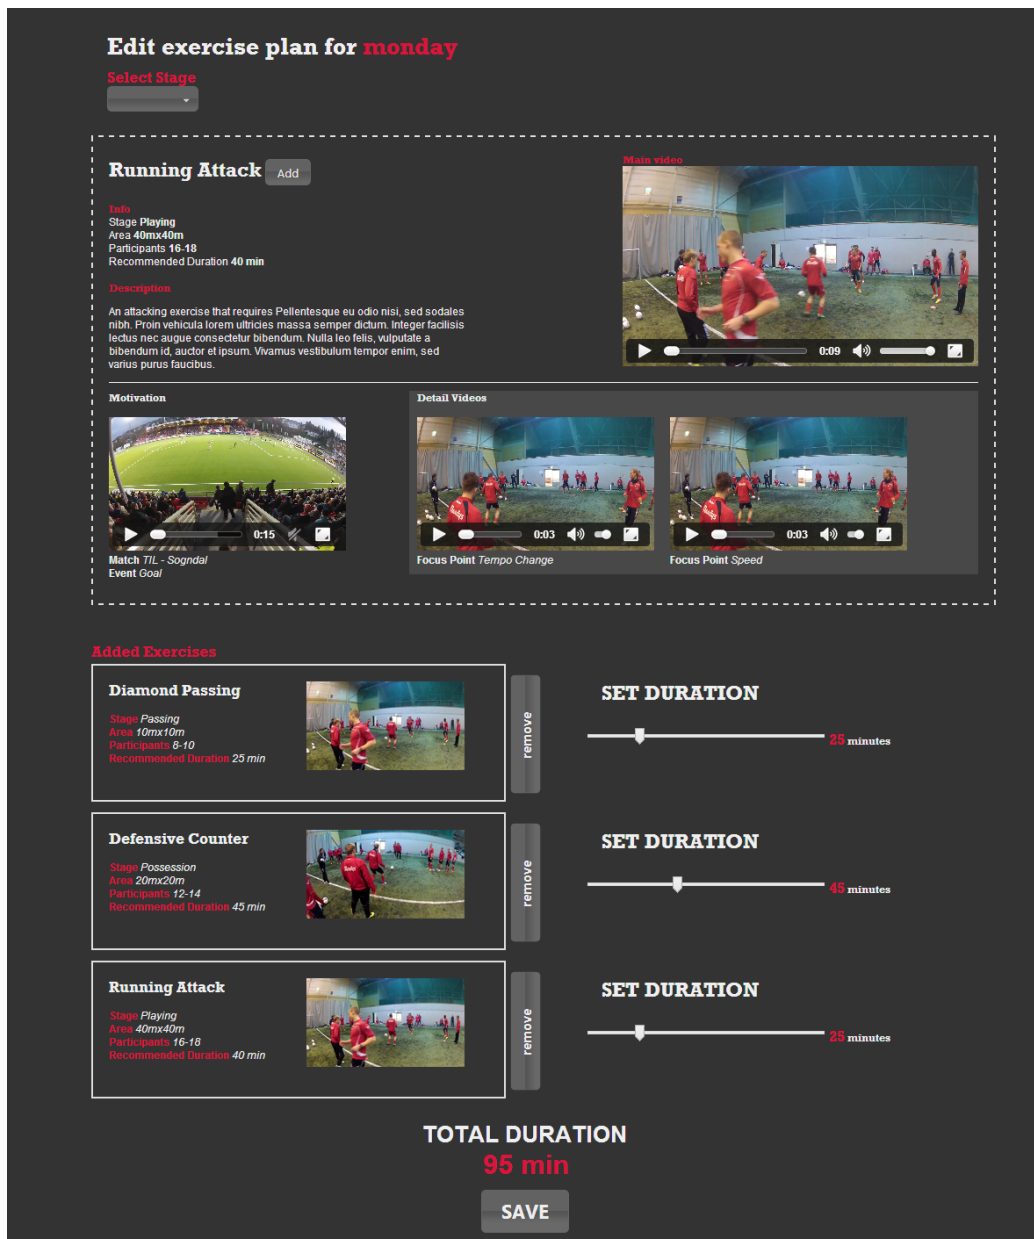 Edit exercise plan for monday
Select Stage
Running Attack Add
Main video
Info
Stage Playing
Area 40mx40m
Participants 16-18
Recommended Duration 40 min
Description
An attacking exercise that requires Pellentesque eu odio nisi, sed sodales
nibh. Proin vehicula lorem ultricies massa semper dictum. Integer facilisis
lectus nec augue consectetur bibendum. Nulla leo felis, vulputate a
bibendum id, auctor et ipsum. Vivamus vestibulum tempor enim, sed
varius purus faucibus.
0:09
Motivation
0:15
Match TIL - Sogndal
Event Goal
Detail Videos
0:03
Focus Point Tempo Change
0:03
Focus Point Speed
Added Exercises
Diamond Passing
Stage Passing
Area 10mx10m
Participants 8-10
Recommended Duration 25 min
remove
SET DURATION
25 minutes
Defensive Counter
Stage Possession
Area 20mx20m
Participants 12-14
Recommended Duration 45 min
remove
SET DURATION
45 minutes
Running Attack
Stage Playing
Area 40mx40m
Participants 16-18
Recommended Duration 40 min
remove
SET DURATION
25 minutes
TOTAL DURATION
95 min
SAVE